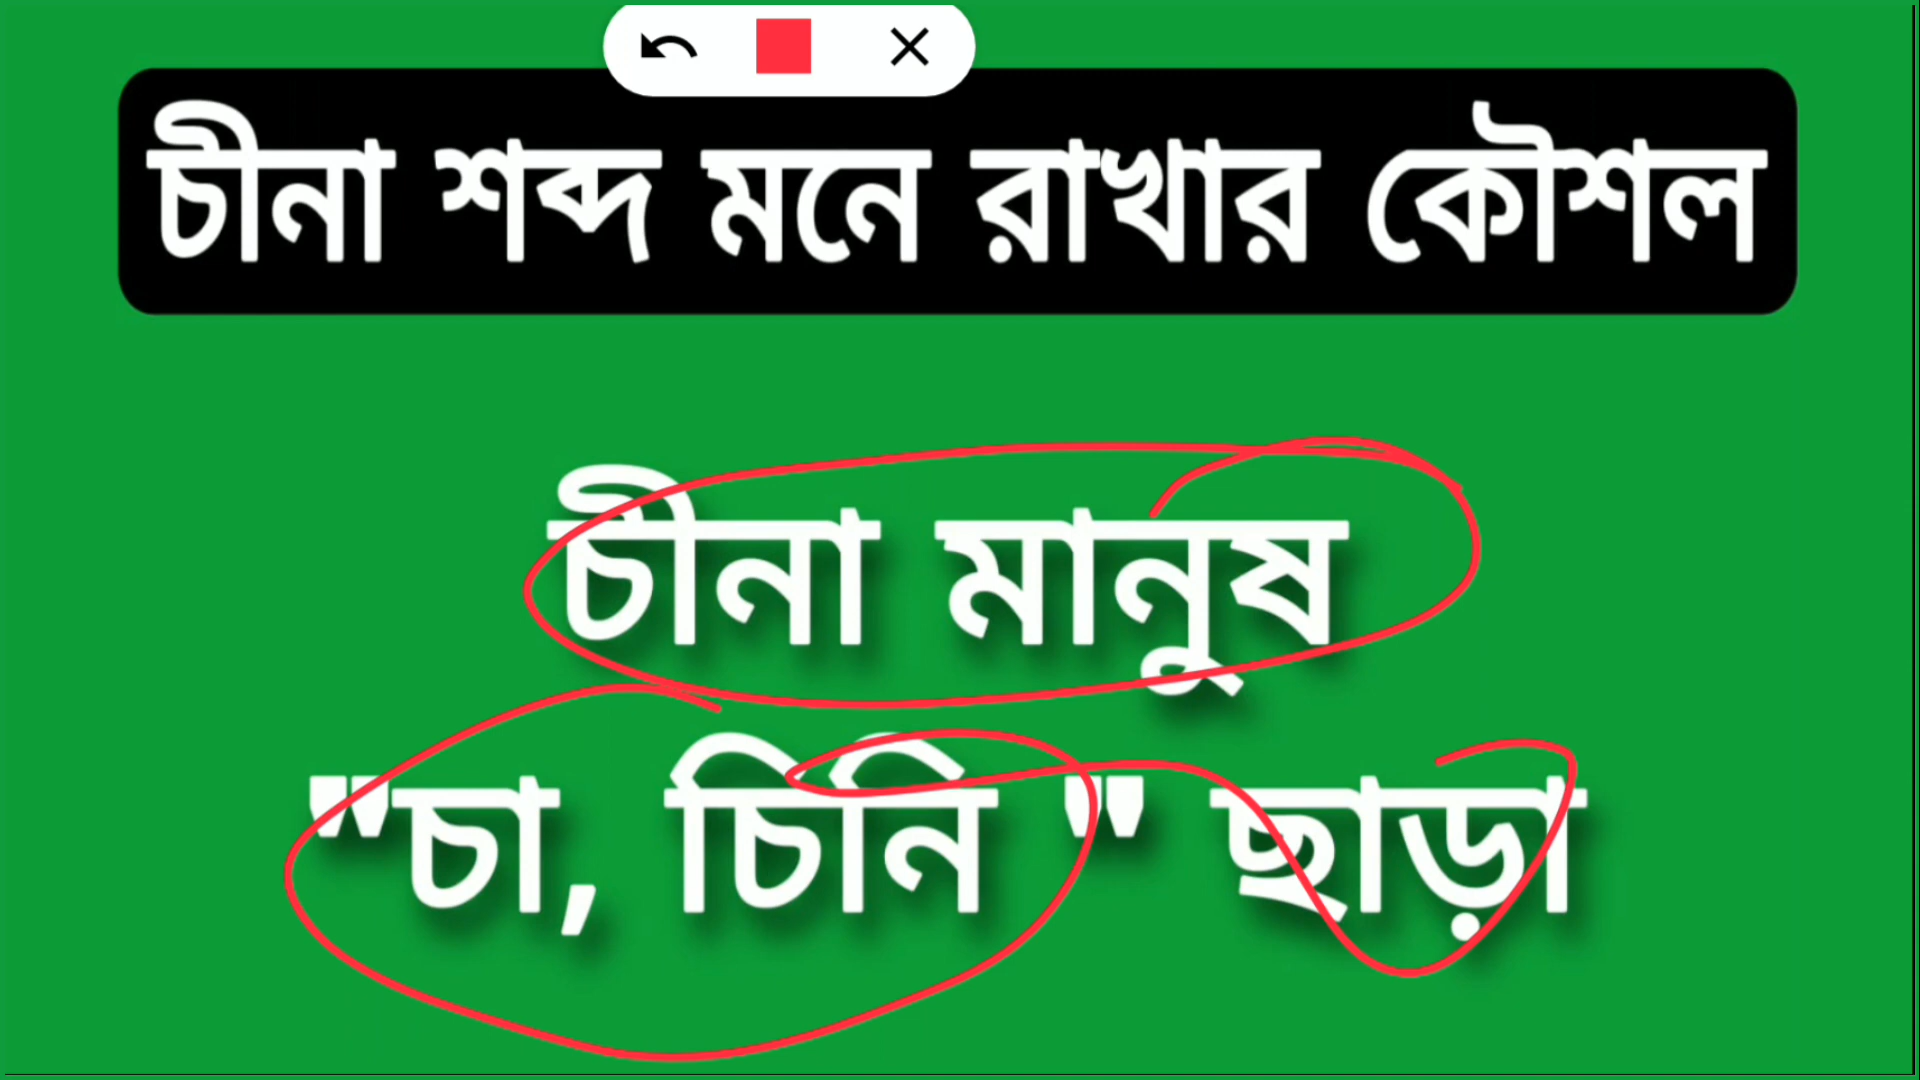 চীনা শব্দ মনে রাখার কৌশল
চীনা মানুষ
"চা, চিনি " ছাড়া